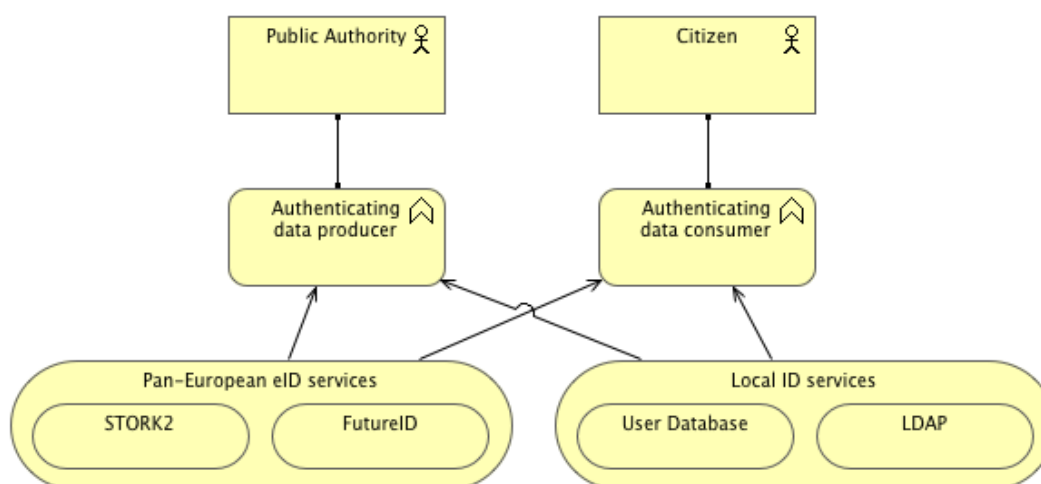 Public Authority
Citizen
Authenticating
data producer
Authenticating
data consumer
Pan-European eID services
STORK2
FutureID
Local ID services
User Database
LDAP